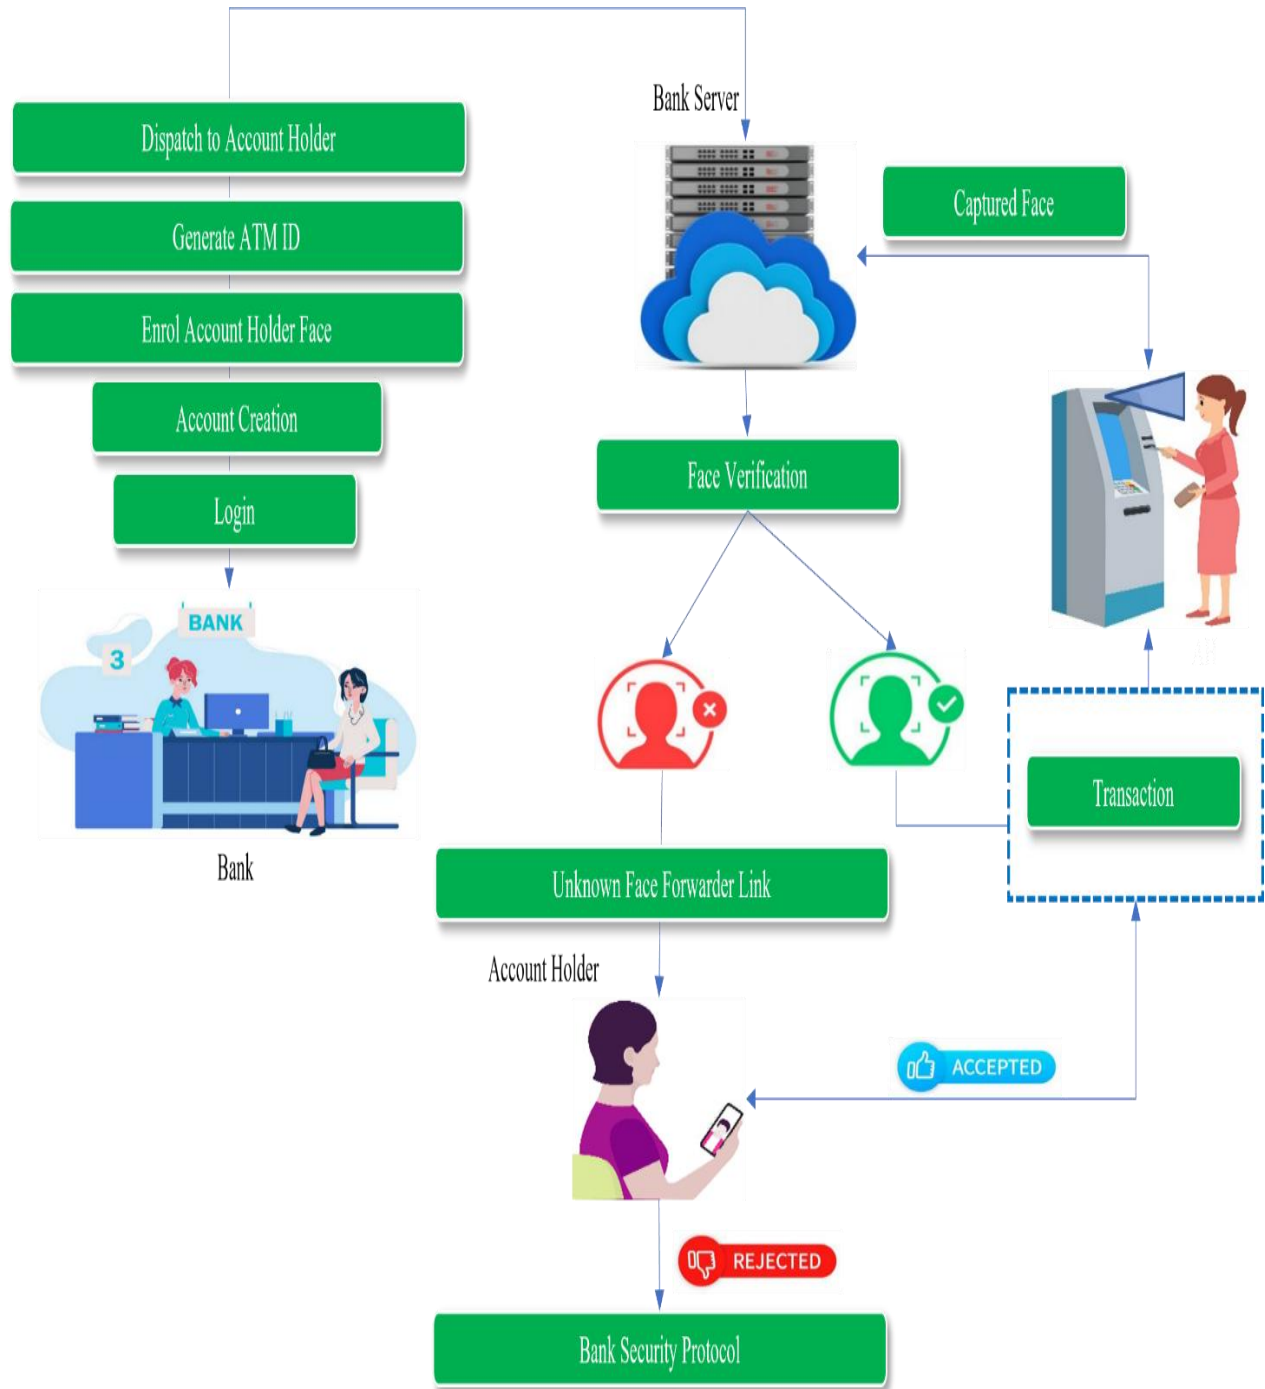 Bank Server
Dispatch to Account Holder
Captured Face
Generate ATM ID
Enrol Account Holder Face
Account Creation
Face Verification
Login
BANK
3
Transaction
Bank
Unknown Face Forwarder Link
Account Holder
ACCEPTED
REJECTED
Bank Security Protocol